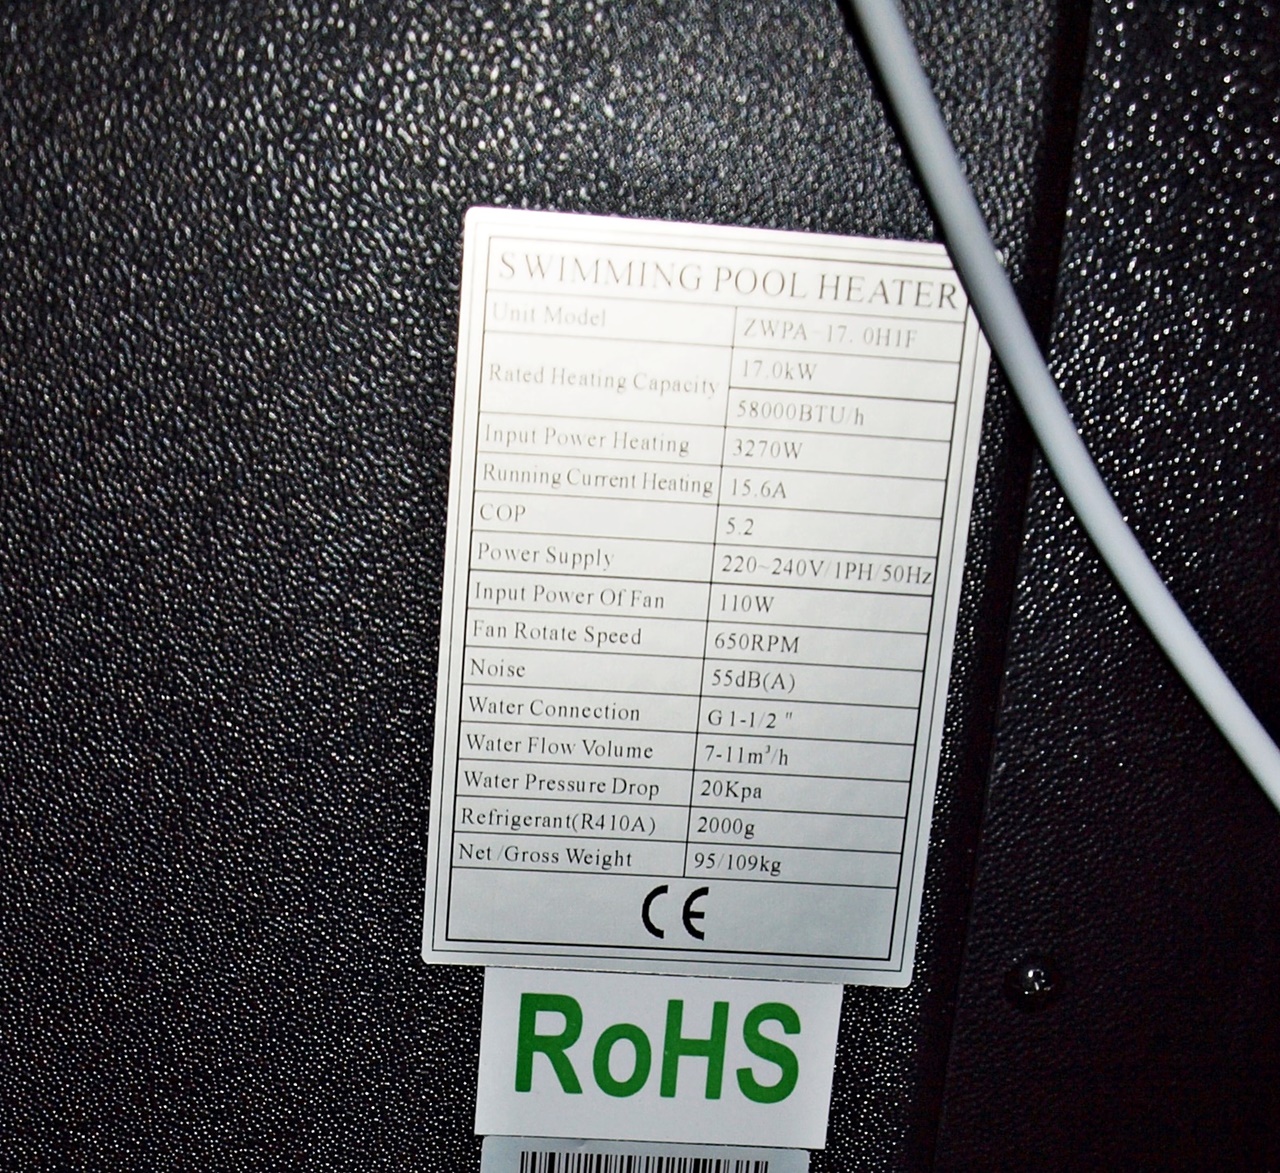 SWIMMING POOL HEATER
Unit Model ZWPA-17.0H1F
Rated Heating Capacity 17.0kW
58000BTU/h
Input Power Heating 3270W
Running Current Heating 15.6A
COP 5.2
Power Supply 220~240V/1PH/50Hz
Input Power Of Fan 110W
Fan Rotate Speed 650RPM
Noise 55dB(A)
Water Connection G1-1/2"
Water Flow Volume 7-11m³/h
Water Pressure Drop 20Kpa
Refrigerant(R410A) 2000g
Net/Gross Weight 95/109kg
CE
RoHS